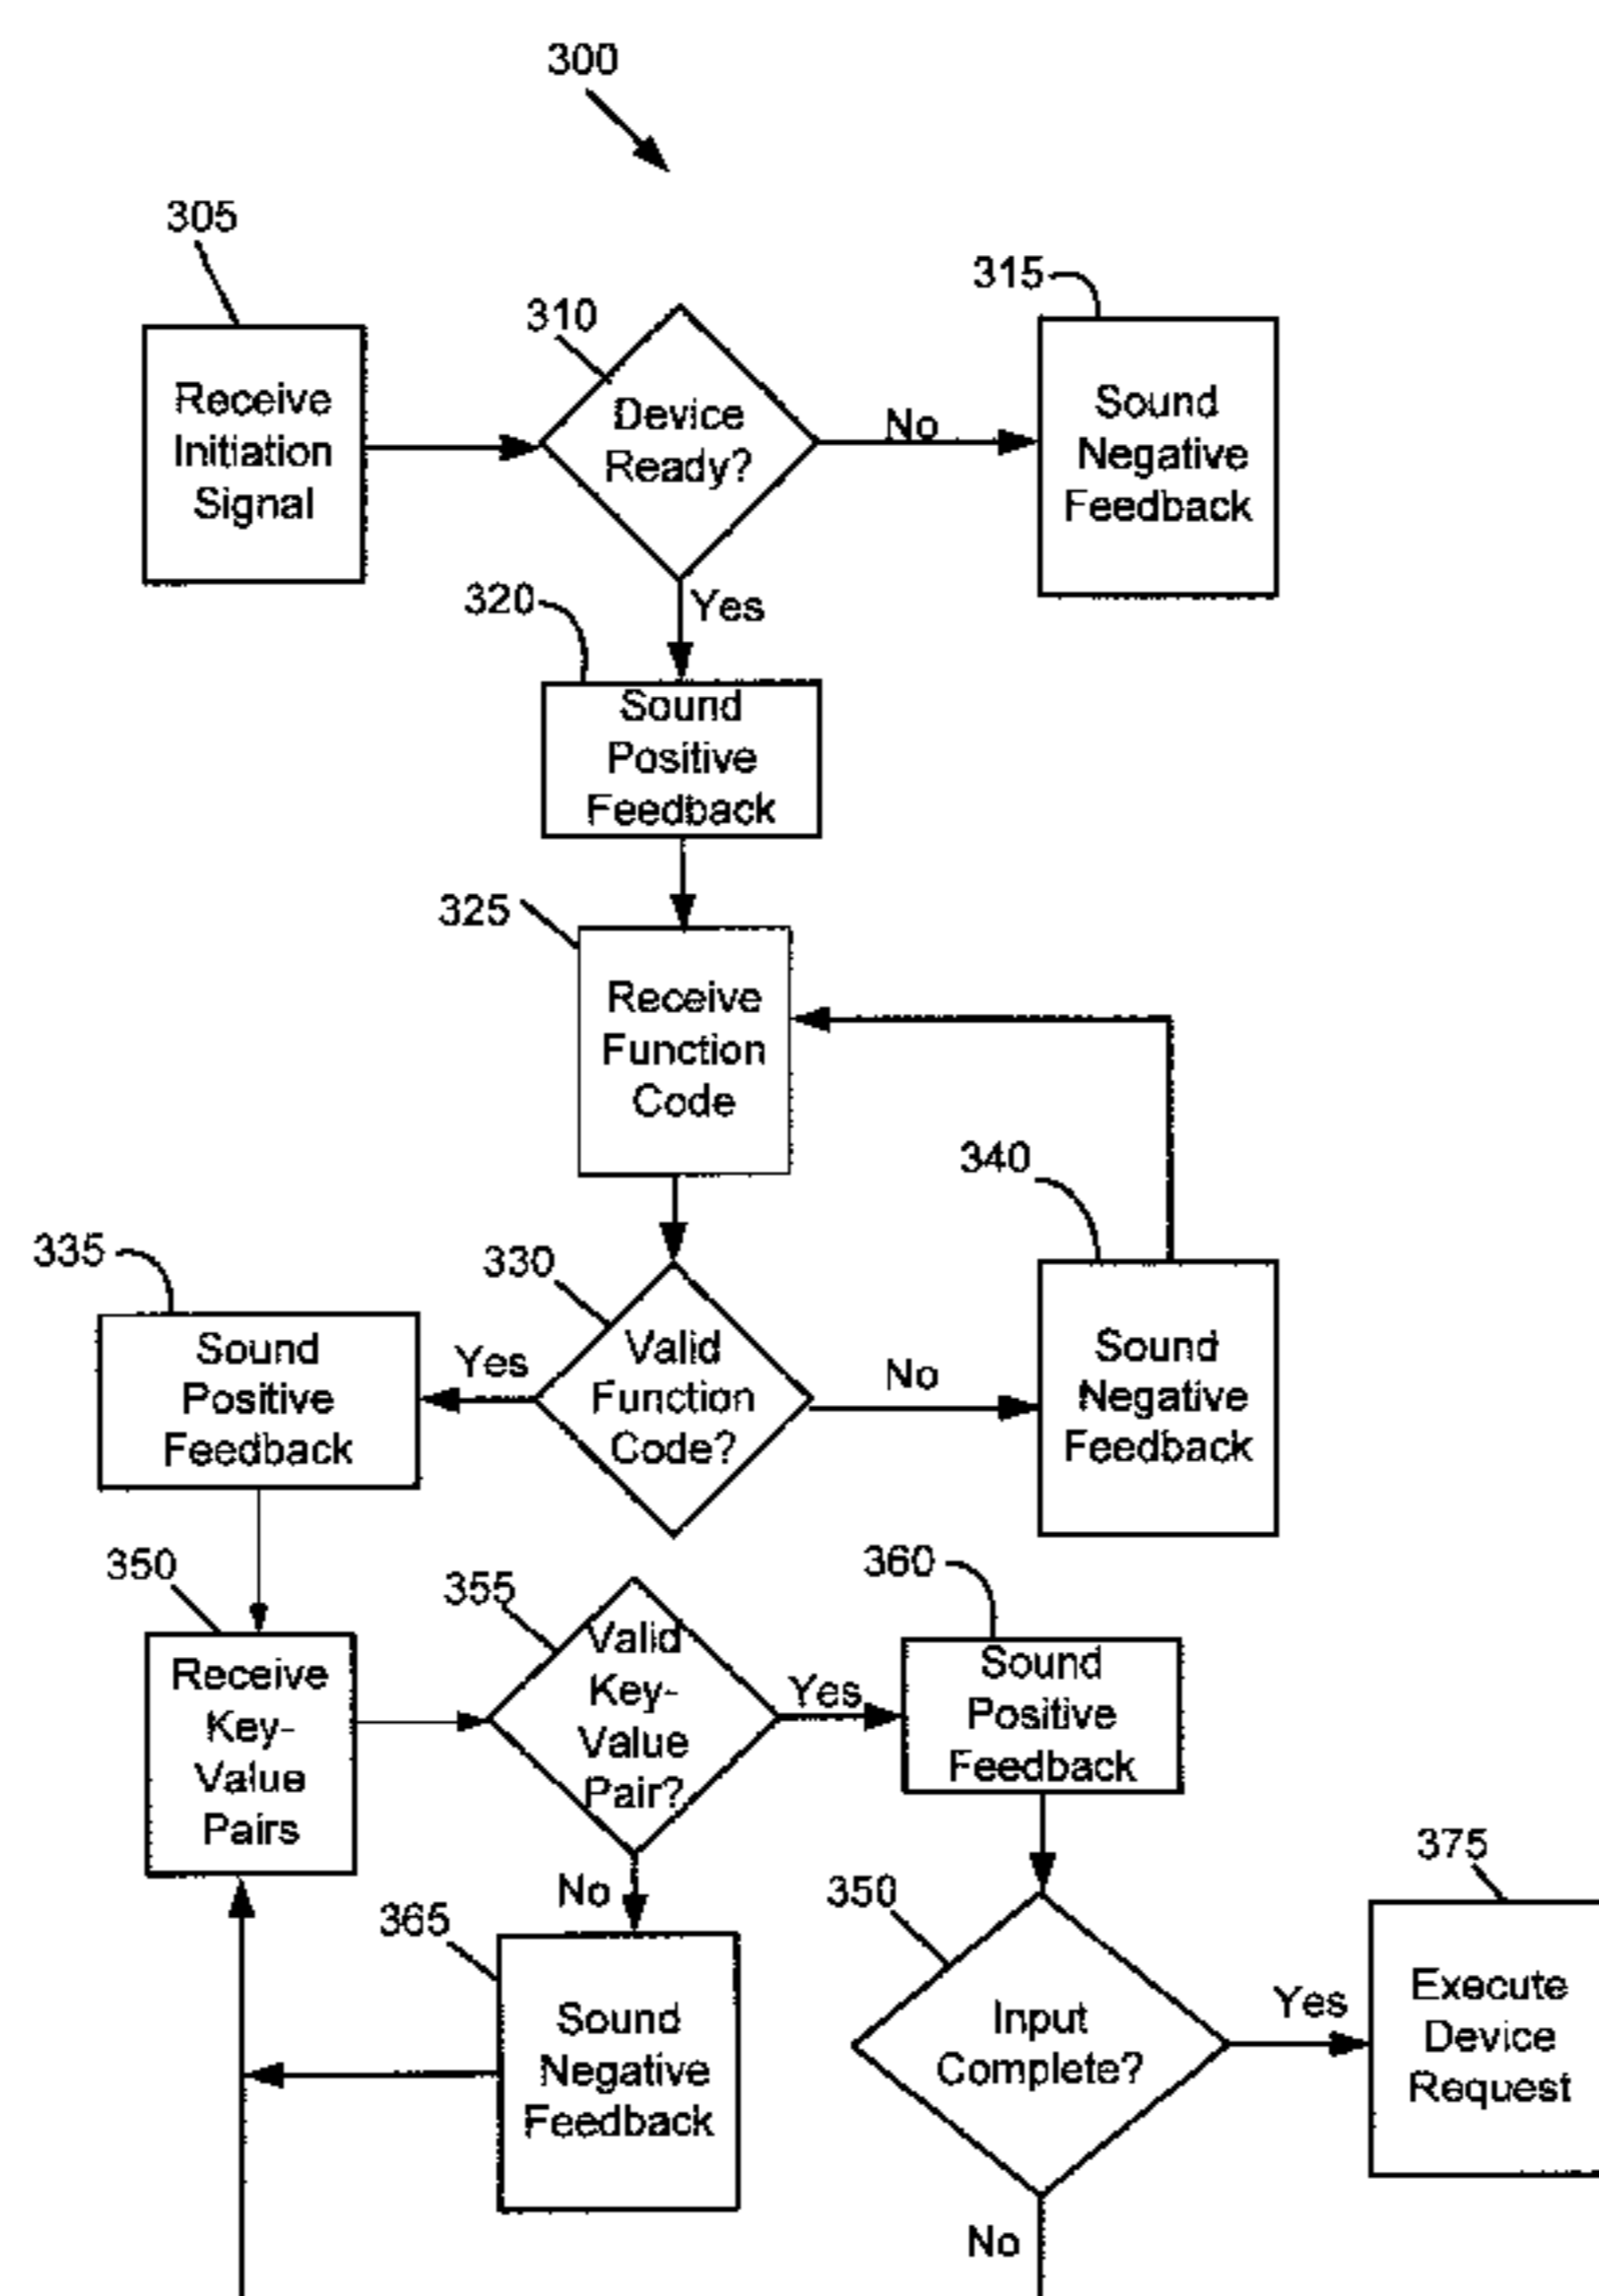 300
305
Receive
Initiation
Signal
310
Device
Ready?
No
315
Sound
Negative
Feedback
Yes
320
Sound
Positive
Feedback
325
Receive
Function
Code
330
Valid
Function
Code?
No
340
Sound
Negative
Feedback
Yes
335
Sound
Positive
Feedback
350
Receive
Key-
Value
Pairs
355
Valid
Key-
Value
Pair?
Yes
360
Sound
Positive
Feedback
No
365
Sound
Negative
Feedback
350
Input
Complete?
Yes
375
Execute
Device
Request
No